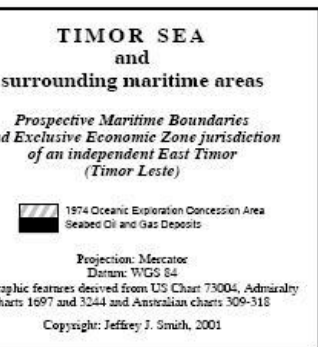 TIMOR SEA
and
surrounding maritime areas
Prospective Maritime Boundaries
Exclusive Economic Zone jurisdiction
of an independent East Timor
(Timor Leste)
1974 Oceanic Exploration Concession Area
Seabed Oil and Gas Deposits
Projection: Mercator
Datum: WGS 84
features derived from US Chart 73004, Admiralty
1697 and 3244 and Australian charts 309-318
Copyright: Jeffrey J. Smith, 2001